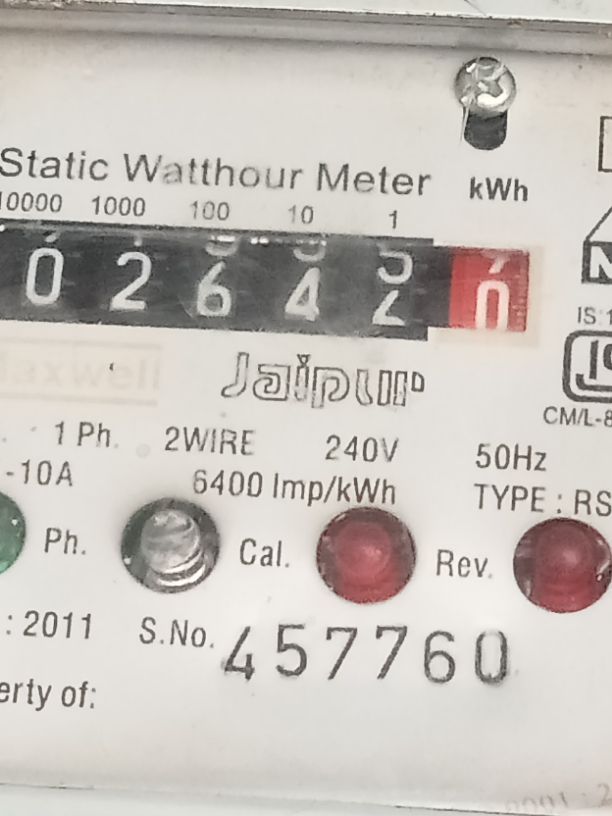 Static Watthour Meter
kWh
10000 1000 100 10 1
0 2 6 4 0
Jaipur
1 Ph. 2WIRE 240V 50Hz
-10A 6400 Imp/kWh TYPE : RS
Ph. Cal. Rev.
: 2011 S.No. 457760
erty of:
IS
CM/L-8